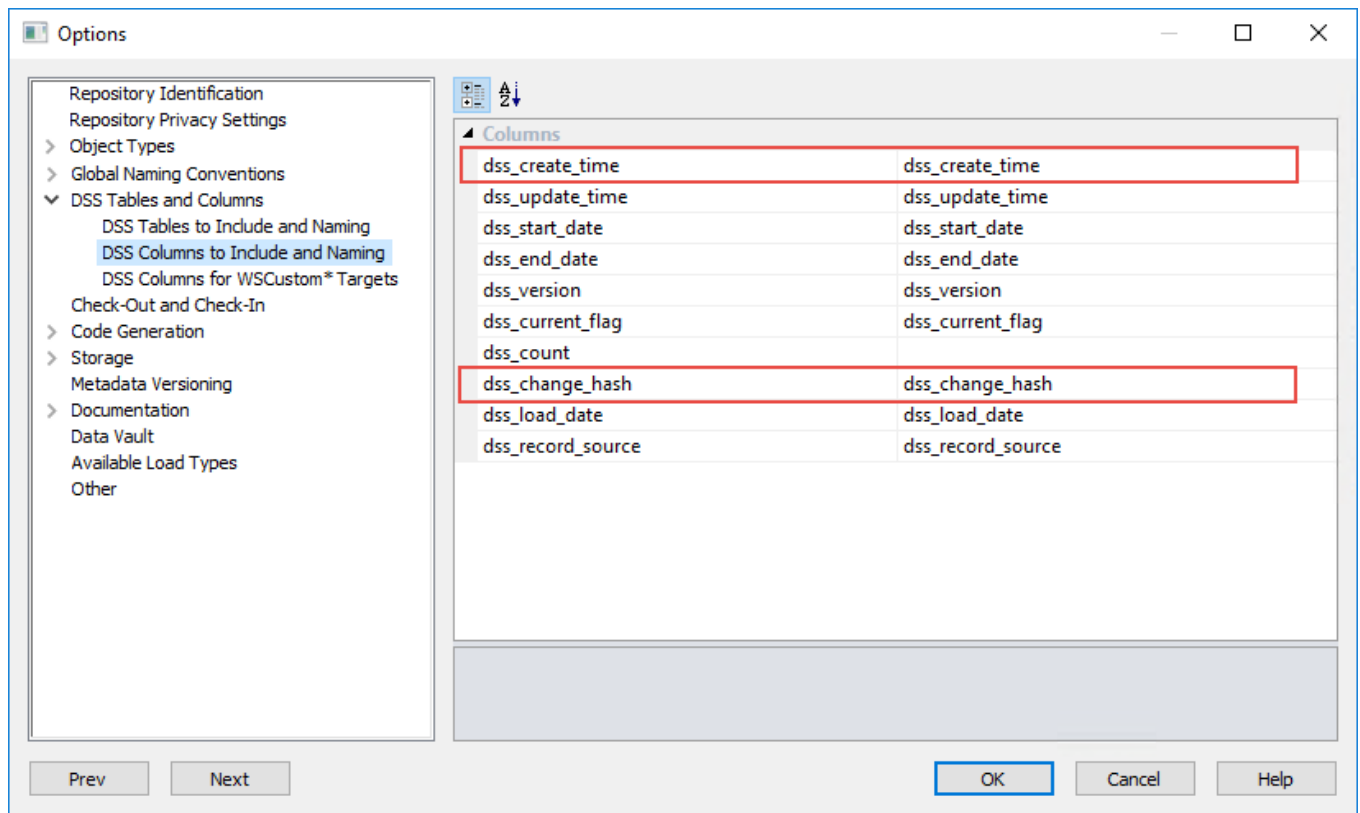 Options
Repository Identification
Repository Privacy Settings
Object Types
Global Naming Conventions
DSS Tables and Columns
DSS Tables to Include and Naming
DSS Columns to Include and Naming
DSS Columns for WSCustom* Targets
Check-Out and Check-In
Code Generation
Storage
Metadata Versioning
Documentation
Data Vault
Available Load Types
Other
A
Z
Columns
dss_create_time dss_create_time
dss_update_time dss_update_time
dss_start_date dss_start_date
dss_end_date dss_end_date
dss_version dss_version
dss_current_flag dss_current_flag
dss_count
dss_change_hash dss_change_hash
dss_load_date dss_load_date
dss_record_source dss_record_source
Prev Next OK Cancel Help